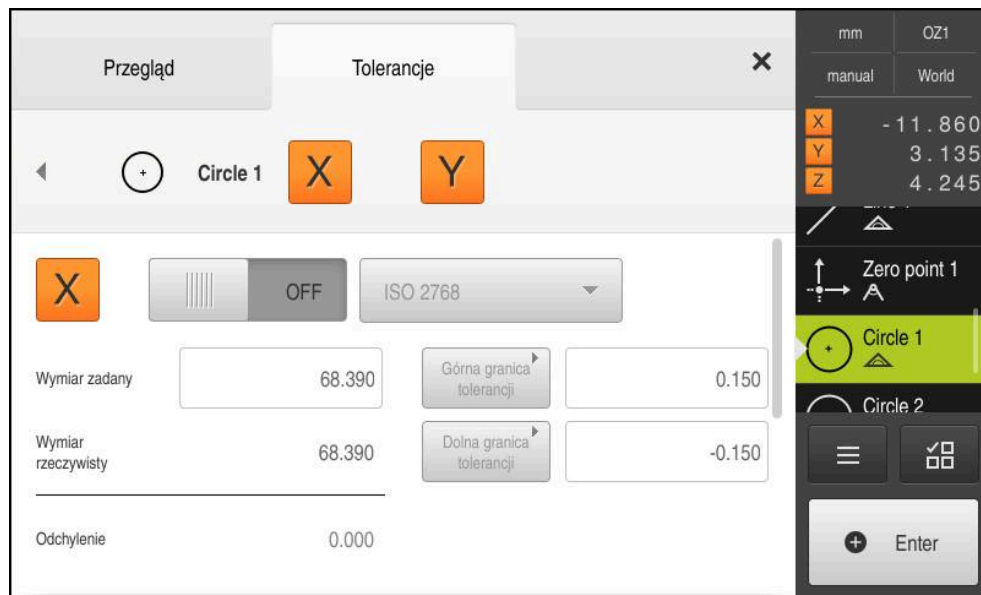 Przegląd
Tolerancje
Circle 1
X
Y
X
OFF
ISO 2768
Wymiar zadany
68.390
Górna granica
tolerancji
0.150
Wymiar
rzeczywisty
68.390
Dolna granica
tolerancji
-0.150
Odchylenie
0.000
mm
OZ1
manual
World
X -11.860
Y 3.135
Z 4.245
Zero point 1
Circle 1
Circle 2
Enter